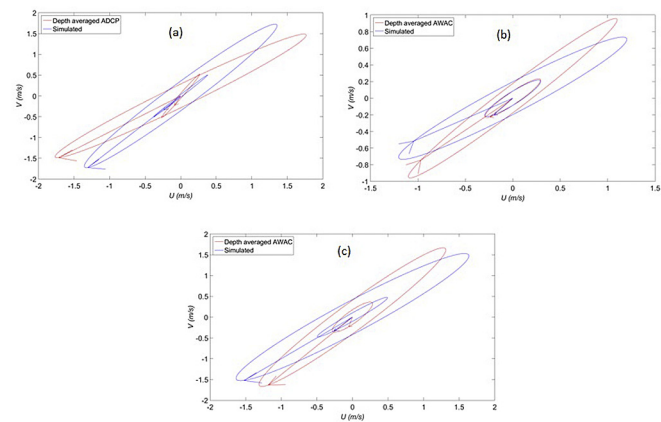 (a)
Depth averaged ADCP
Simulated
2
1.5
1
0.5
0
-0.5
-1
-1.5
-2
V (m/s)
-2 -1.5 -1 -0.5 0 0.5 1 1.5 2
U (m/s)
(b)
Depth averaged AWAC
Simulated
1
0.8
0.6
0.4
0.2
0
-0.2
-0.4
-0.6
-0.8
-1
V (m/s)
-1.5 -1 -0.5 0 0.5 1 1.5
U (m/s)
(c)
Depth averaged AWAC
Simulated
2
1.5
1
0.5
0
-0.5
-1
-1.5
-2
V (m/s)
-2 -1.5 -1 -0.5 0 0.5 1 1.5 2
U (m/s)